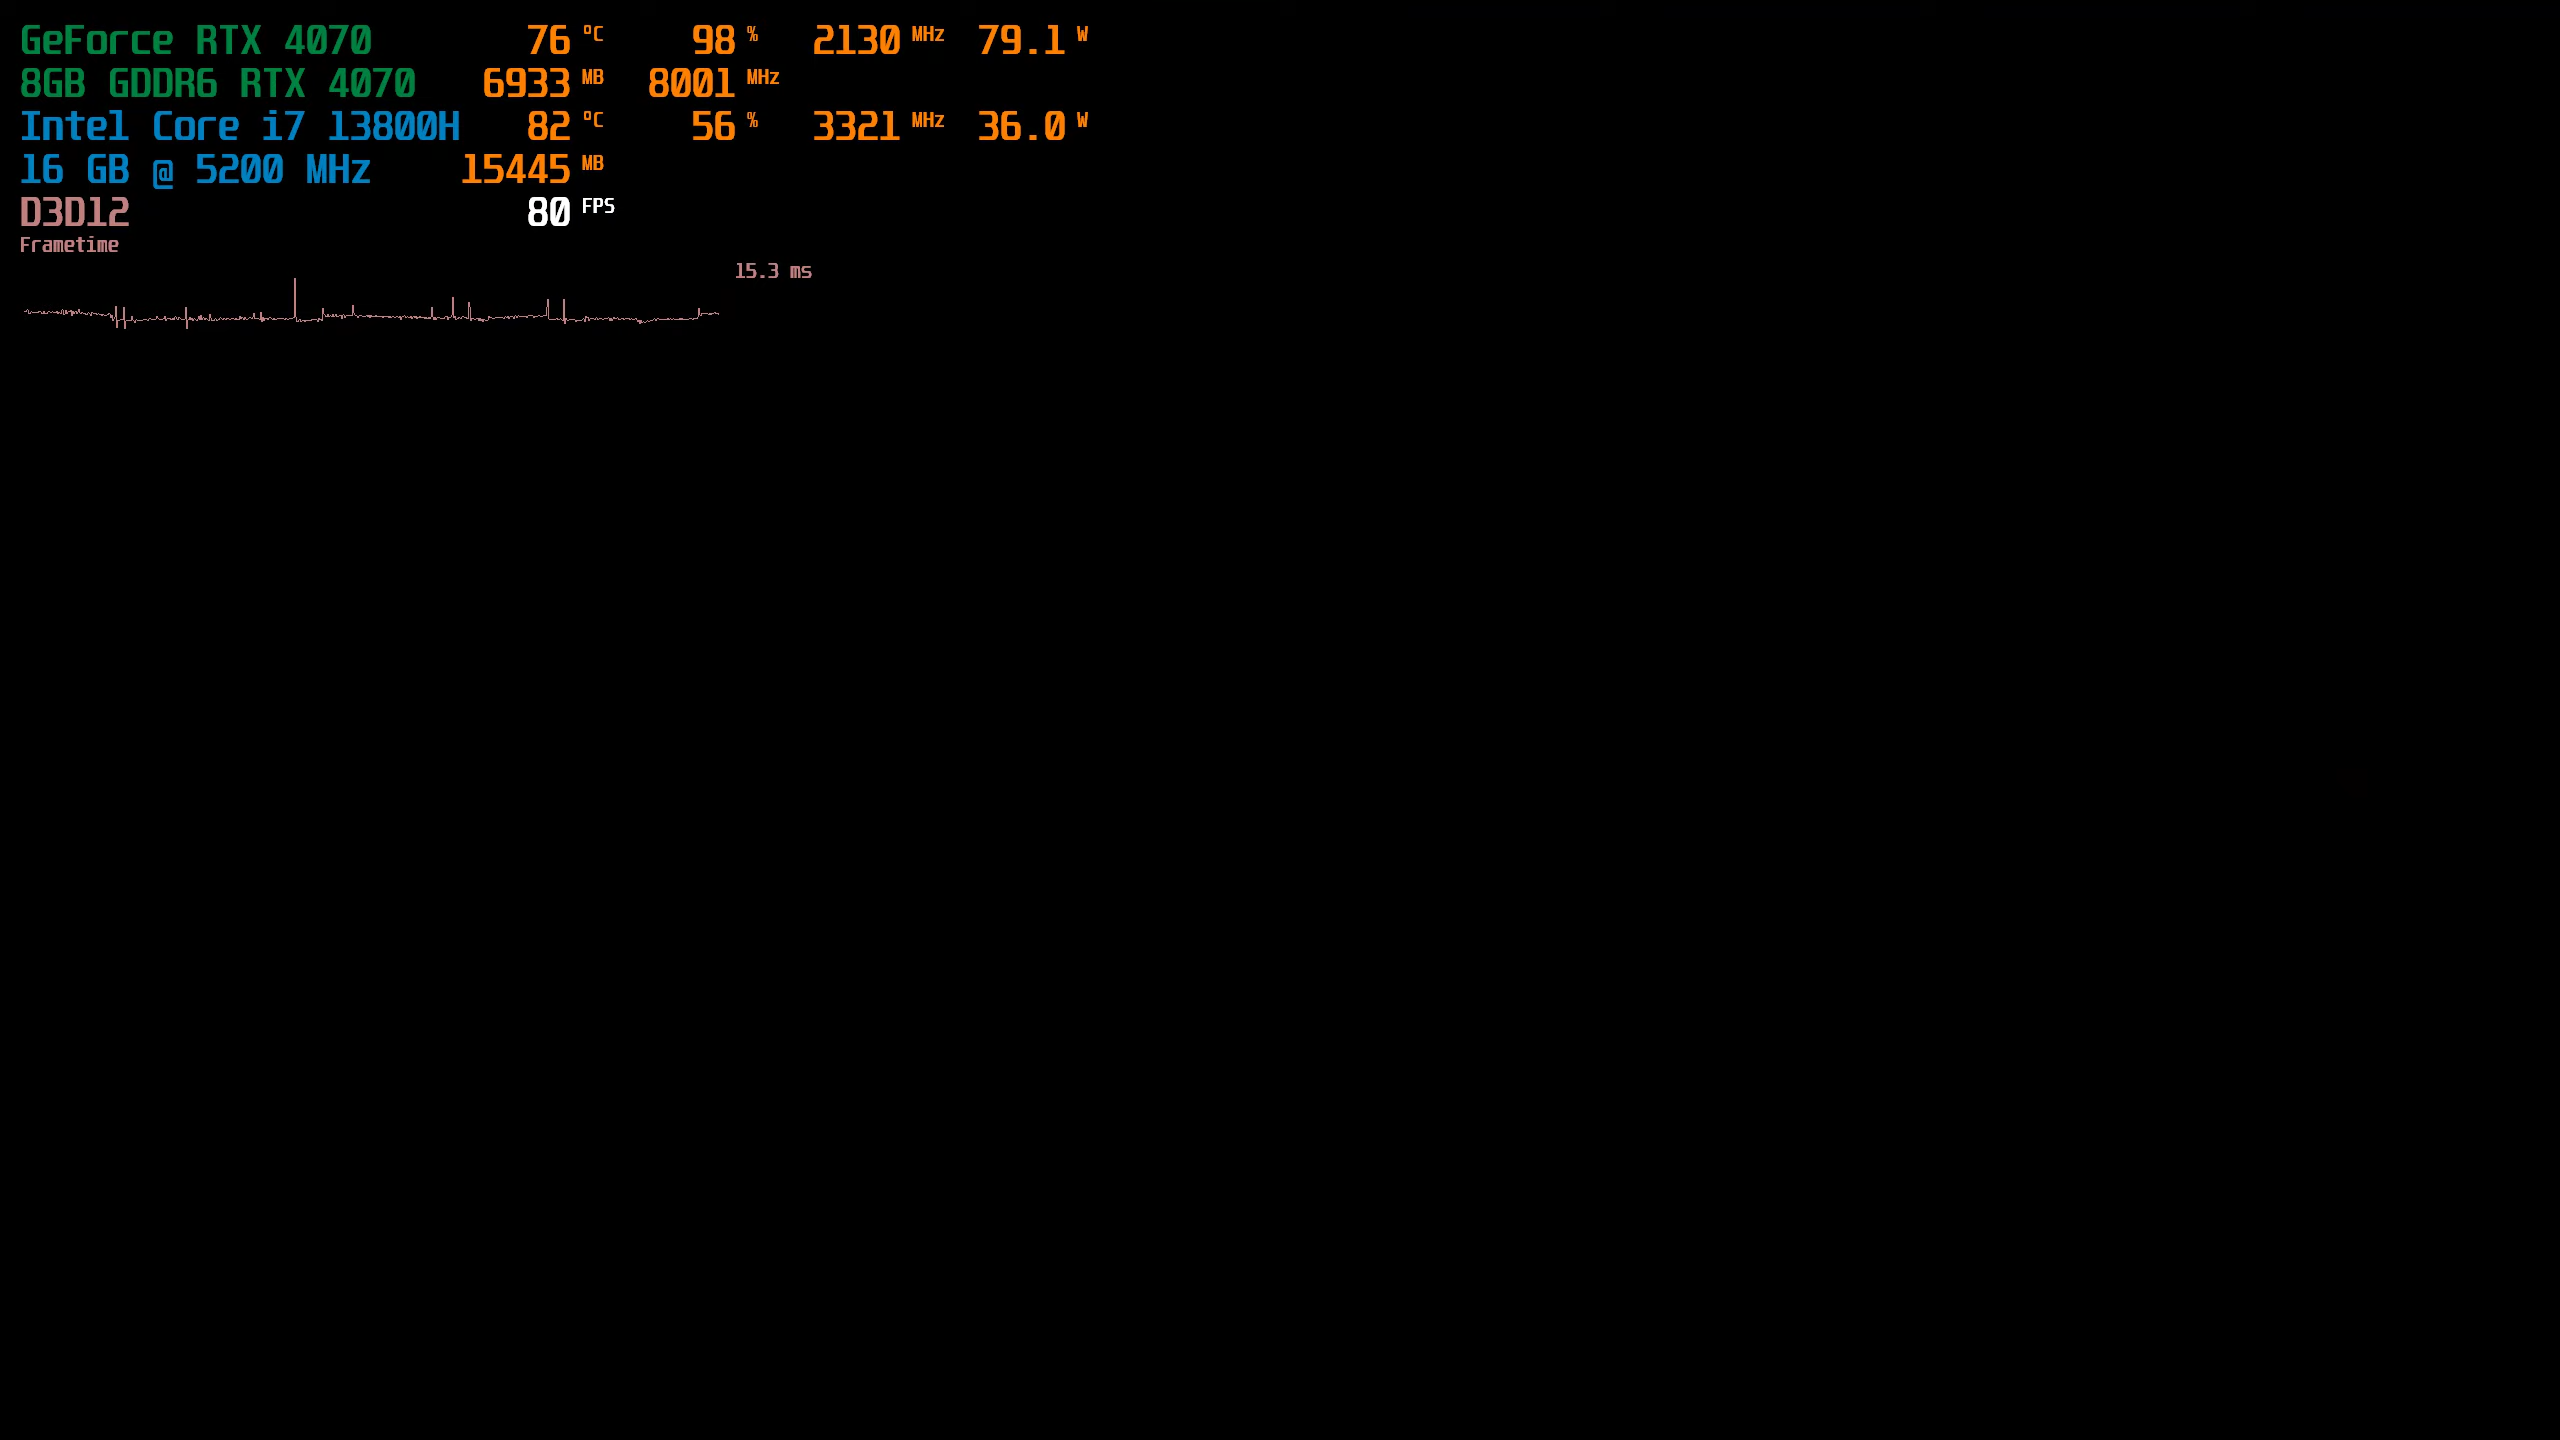 GeForce RTX 4070 76 °C 98 % 2130 MHz 79.1 W
8GB GDDR6 RTX 4070 6933 MB 8001 MHz
Intel Core i7 13800H 82 °C 56 % 3321 MHz 36.0 W
16 GB @ 5200 MHz 15445 MB
D3D12 80 FPS
Frametime
15.3 ms